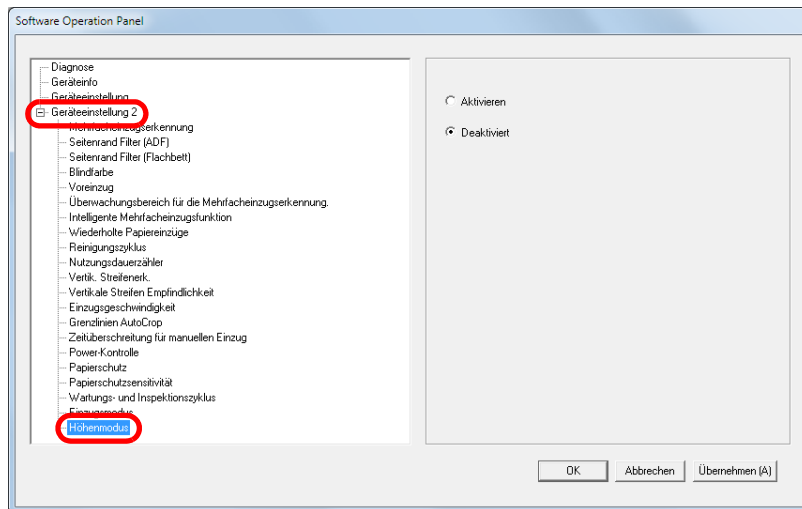 Software Operation Panel
Diagnose
Geräteinfo
Geräteeinstellung
Geräteeinstellung 2
Mehrfacheinzugserkennung
Seitenrand Filter (ADF)
Seitenrand Filter (Flachbett)
Blindfarbe
Voreinzug
Überwachungsbereich für die Mehrfacheinzugserkennung.
Intelligente Mehrfacheinzugsfunktion
Wiederholte Papiereinzüge
Reinigungszyklus
Nutzungsdauerzähler
Vertik. Streifenerk.
Vertikale Streifen Empfindlichkeit
Einzugsgeschwindigkeit
Grenzlinien AutoCrop
Zeitüberschreitung für manuellen Einzug
Power-Kontrolle
Papierschutz
Papierschutzsensitivität
Wartungs- und Inspektionszyklus
Einzugsmodus
Höhenmodus
Aktivieren
Deaktiviert
OK Abbrechen Übernehmen (A)